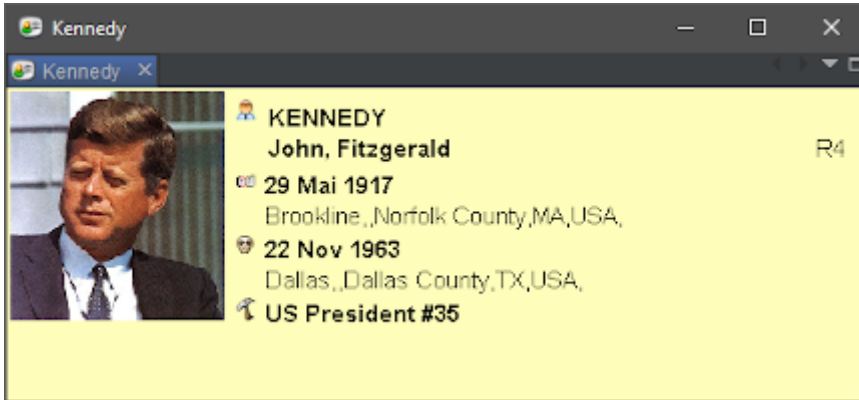 Kennedy
Kennedy
KENNEDY
John, Fitzgerald
R4
29 Mai 1917
Brookline,,Norfolk County,MA,USA,
22 Nov 1963
Dallas,,Dallas County,TX,USA,
US President #35